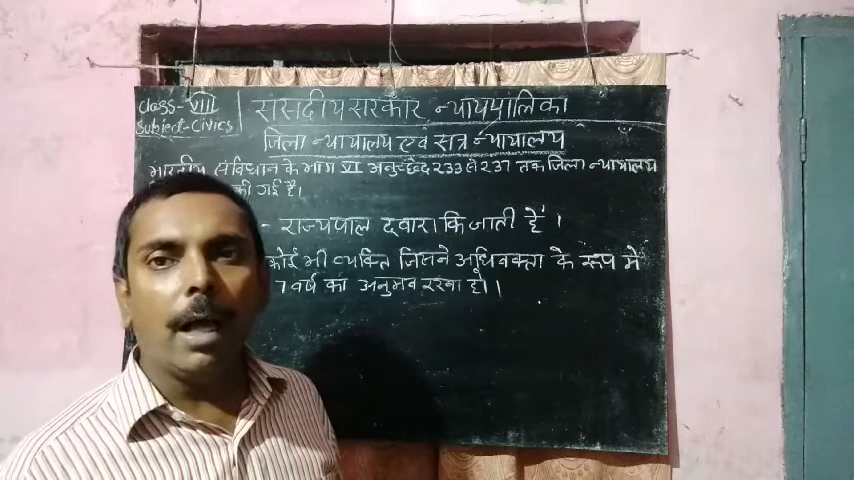 Class-VIII
Subject-Civics
संसदीय सरकार न्यायपालिका
जिला न्यायालय एवं सत्र न्यायालय
भारतीय संविधान के भाग VI अनुच्छेद 233 से 237 तक जिला न्यायालय
की गई है।
- राज्यपाल द्वारा कि जाती हैं।
कोई भी व्यक्ति जिसने अधिवक्ता के रूप में
7 वर्ष का अनुभव रखा हो।